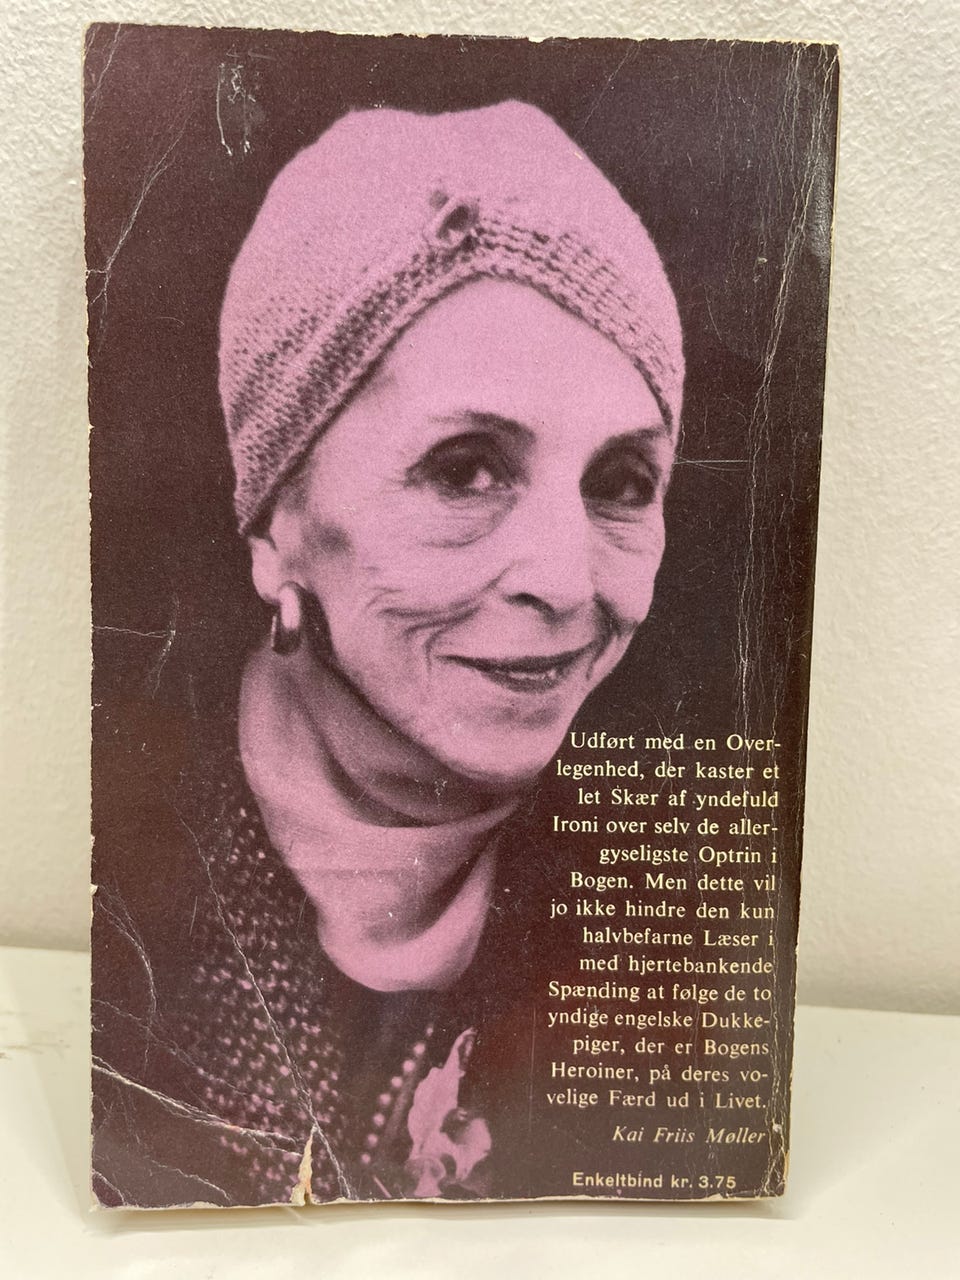 Udført med en Over-
legenhed, der kaster et
let Skær af yndefuld
Ironi over selv de aller-
gyseligste Optrin i
Bogen. Men dette vil
jo ikke hindre den kun
halvbefarne Læser i
med hjertebankende
Spænding at følge de to
yndige engelske Dukke-
piger, der er Bogens
Heroiner, på deres vo-
velige Færd ud i Livet.
Kai Friis Møller
Enkeltbind kr. 3.75